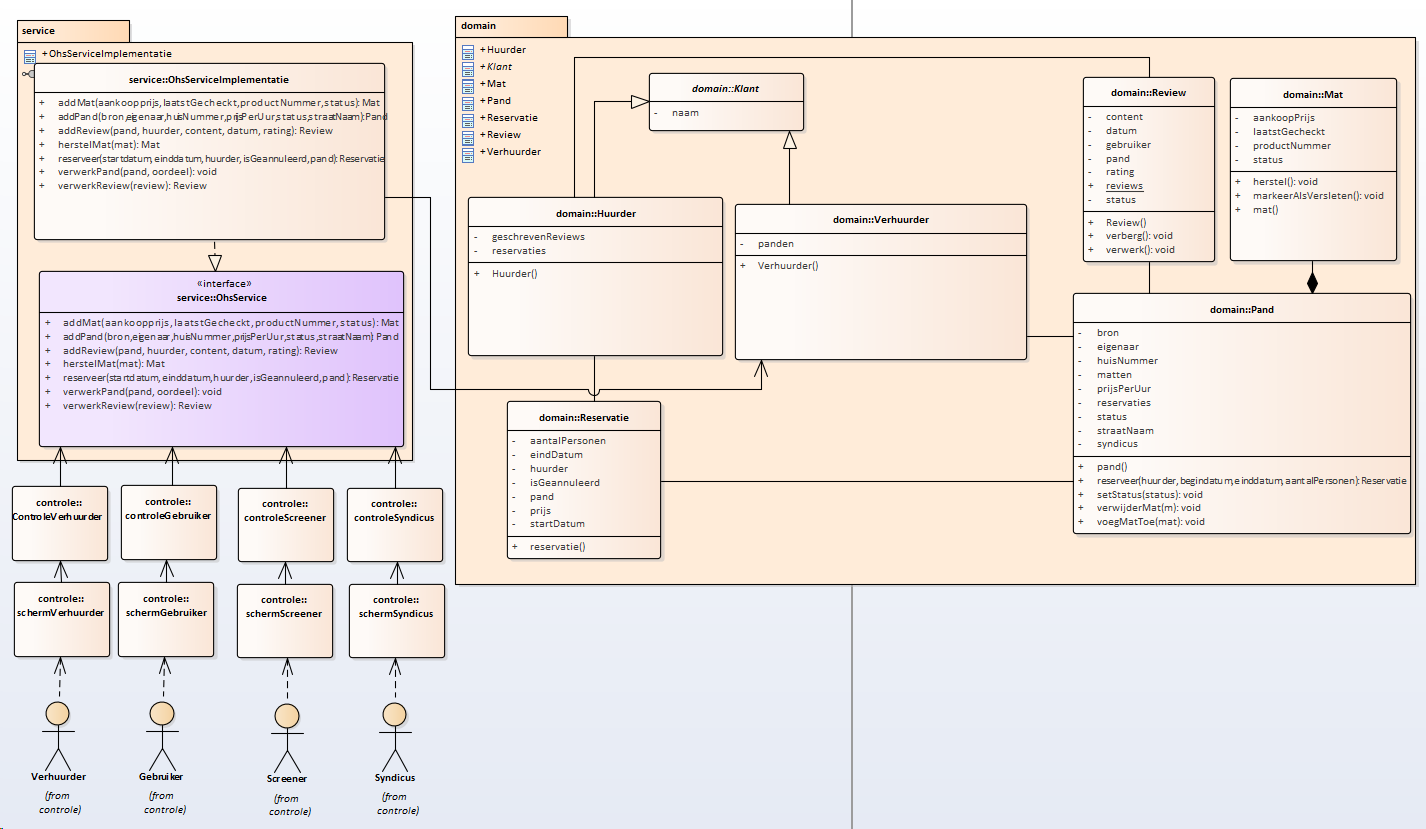 service
+ OhsServiceImplementatie
service::OhsServiceImplementatie
+ addMat(aankoopprijs, laatstGecheckt, productNummer, status): Mat
+ addPand(bron,eigenaar,huisNummer,prijsPerUur,status,straatNaam):Pand
+ addReview(pand, huurder, content, datum, rating): Review
+ herstelMat(mat): Mat
+ reserveer(startdatum, einddatum, huurder, isGeannuleerd, pand): Reservatie
+ verwerkPand(pand, oordeel): void
+ verwerkReview(review): Review
«interface»
service::OhsService
+ addMat(aankoopprijs, laatstGecheckt, productNummer, status): Mat
+ addPand(bron,eigenaar,huisNummer,prijsPerUur,status,straatNaam): Pand
+ addReview(pand, huurder, content, datum, rating): Review
+ herstelMat(mat): Mat
+ reserveer(startdatum, einddatum, huurder, isGeannuleerd, pand): Reservatie
+ verwerkPand(pand, oordeel): void
+ verwerkReview(review): Review
controle::
ControleVerhuurder
controle::
controleGebruiker
controle::
controleScreener
controle::
controleSyndicus
controle::
schermVerhuurder
controle::
schermGebruiker
controle::
schermScreener
controle::
schermSyndicus
Verhuurder
(from
controle)
Gebruiker
(from
controle)
Screener
(from
controle)
Syndicus
(from
controle)
domain
+ Huurder
+ Klant
+ Mat
+ Pand
+ Reservatie
+ Review
+ Verhuurder
domain::Klant
- naam
domain::Huurder
- geschrevenReviews
- reservaties
+ Huurder()
domain::Verhuurder
- panden
+ Verhuurder()
domain::Review
- content
- datum
- gebruiker
- pand
- rating
+ reviews
- status
+ Review()
+ verberg(): void
+ verwerk(): void
domain::Mat
- aankoopPrijs
- laatstGecheckt
- productNummer
- status
+ herstel(): void
+ markeerAlsVersleten(): void
+ mat()
domain::Pand
- bron
- eigenaar
- huisNummer
- matten
- prijsPerUur
- reservaties
- status
- straatNaam
- syndicus
+ pand()
+ reserveer(huurder, begindatum, einddatum, aantalPersonen): Reservatie
+ setStatus(status): void
+ verwijderMat(m): void
+ voegMatToe(mat): void
domain::Reservatie
- aantalPersonen
- eindDatum
- huurder
- isGeannuleerd
- pand
- prijs
- startDatum
+ reservatie()